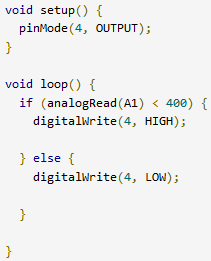 void setup() {
  pinMode(4, OUTPUT);
}

void loop() {
  if (analogRead(A1) < 400) {
    digitalWrite(4, HIGH);

  } else {
    digitalWrite(4, LOW);

  }

}